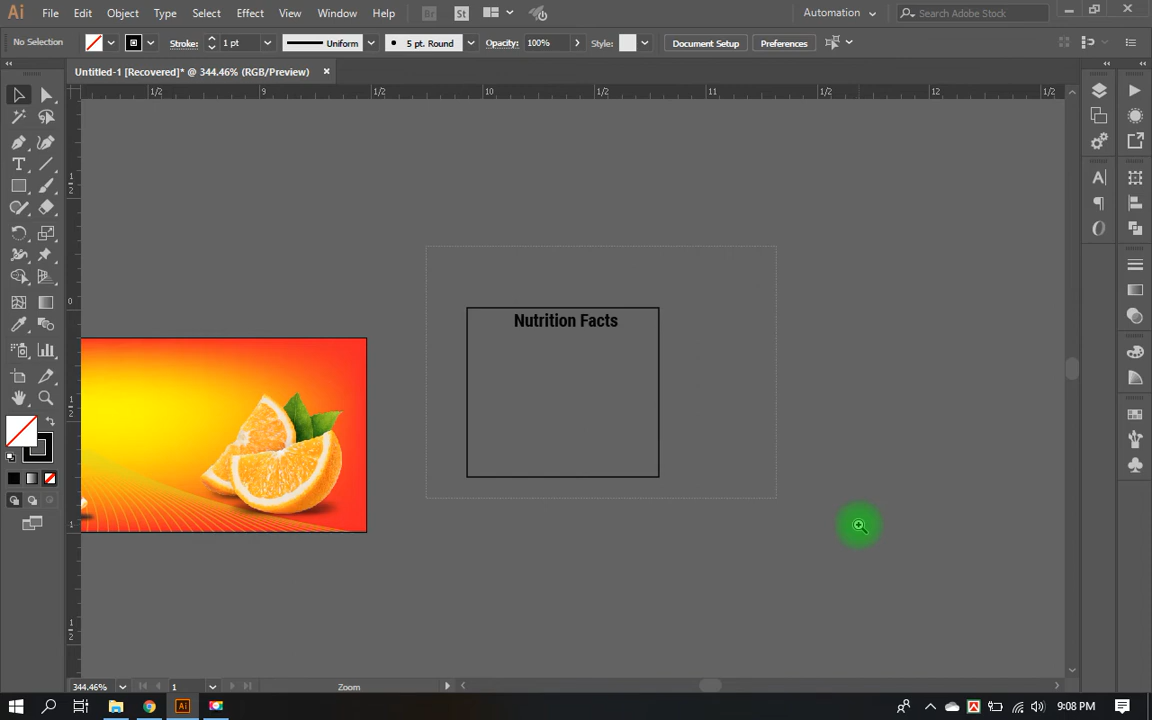 Ai File Edit Object Type Select Effect View Window Help Br St Automation Search Adobe Stock
No Selection Stroke: 1 pt Uniform 5 pt. Round Opacity: 100% Style: Document Setup Preferences
Untitled-1 [Recovered]* @ 344.46% (RGB/Preview) ×
1/2 9 1/2 10 1/2 11 1/2 12 1/2
Nutrition Facts
344.46% 1 Zoom
Ai 9:08 PM